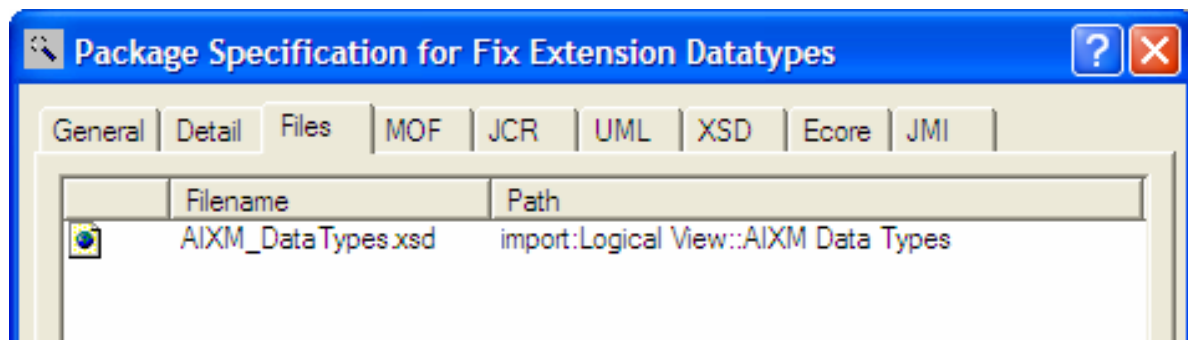 Package Specification for Fix Extension Datatypes
General Detail Files MOF JCR UML XSD Ecore JMI
Filename Path
AIXM_DataTypes.xsd import:Logical View::AIXM Data Types